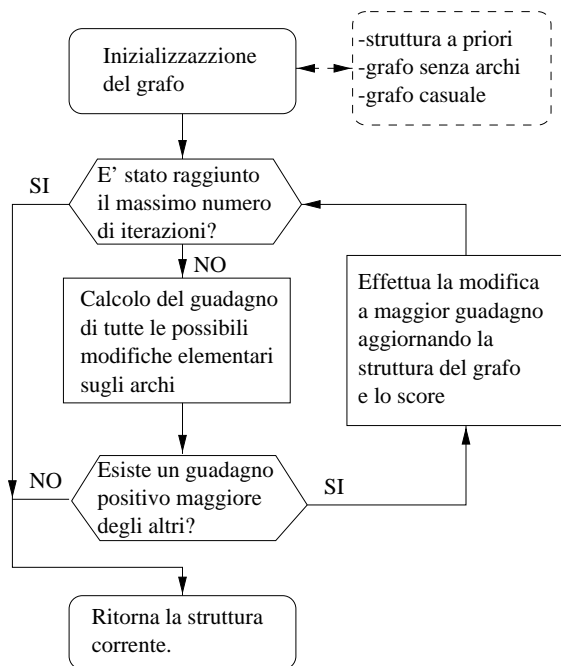 Inizializzazzione
del grafo
-struttura a priori
-grafo senza archi
-grafo casuale
E' stato raggiunto
il massimo numero
di iterazioni?
SI
NO
Calcolo del guadagno
di tutte le possibili
modifiche elementari
sugli archi
Effettua la modifica
a maggior guadagno
aggiornando la
struttura del grafo
e lo score
Esiste un guadagno
positivo maggiore
degli altri?
NO
SI
Ritorna la struttura
corrente.